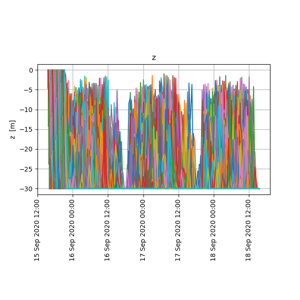 z
z [m]
0
−5
−10
−15
−20
−25
−30
15 Sep 2020 12:00
16 Sep 2020 00:00
16 Sep 2020 12:00
17 Sep 2020 00:00
17 Sep 2020 12:00
18 Sep 2020 00:00
18 Sep 2020 12:00